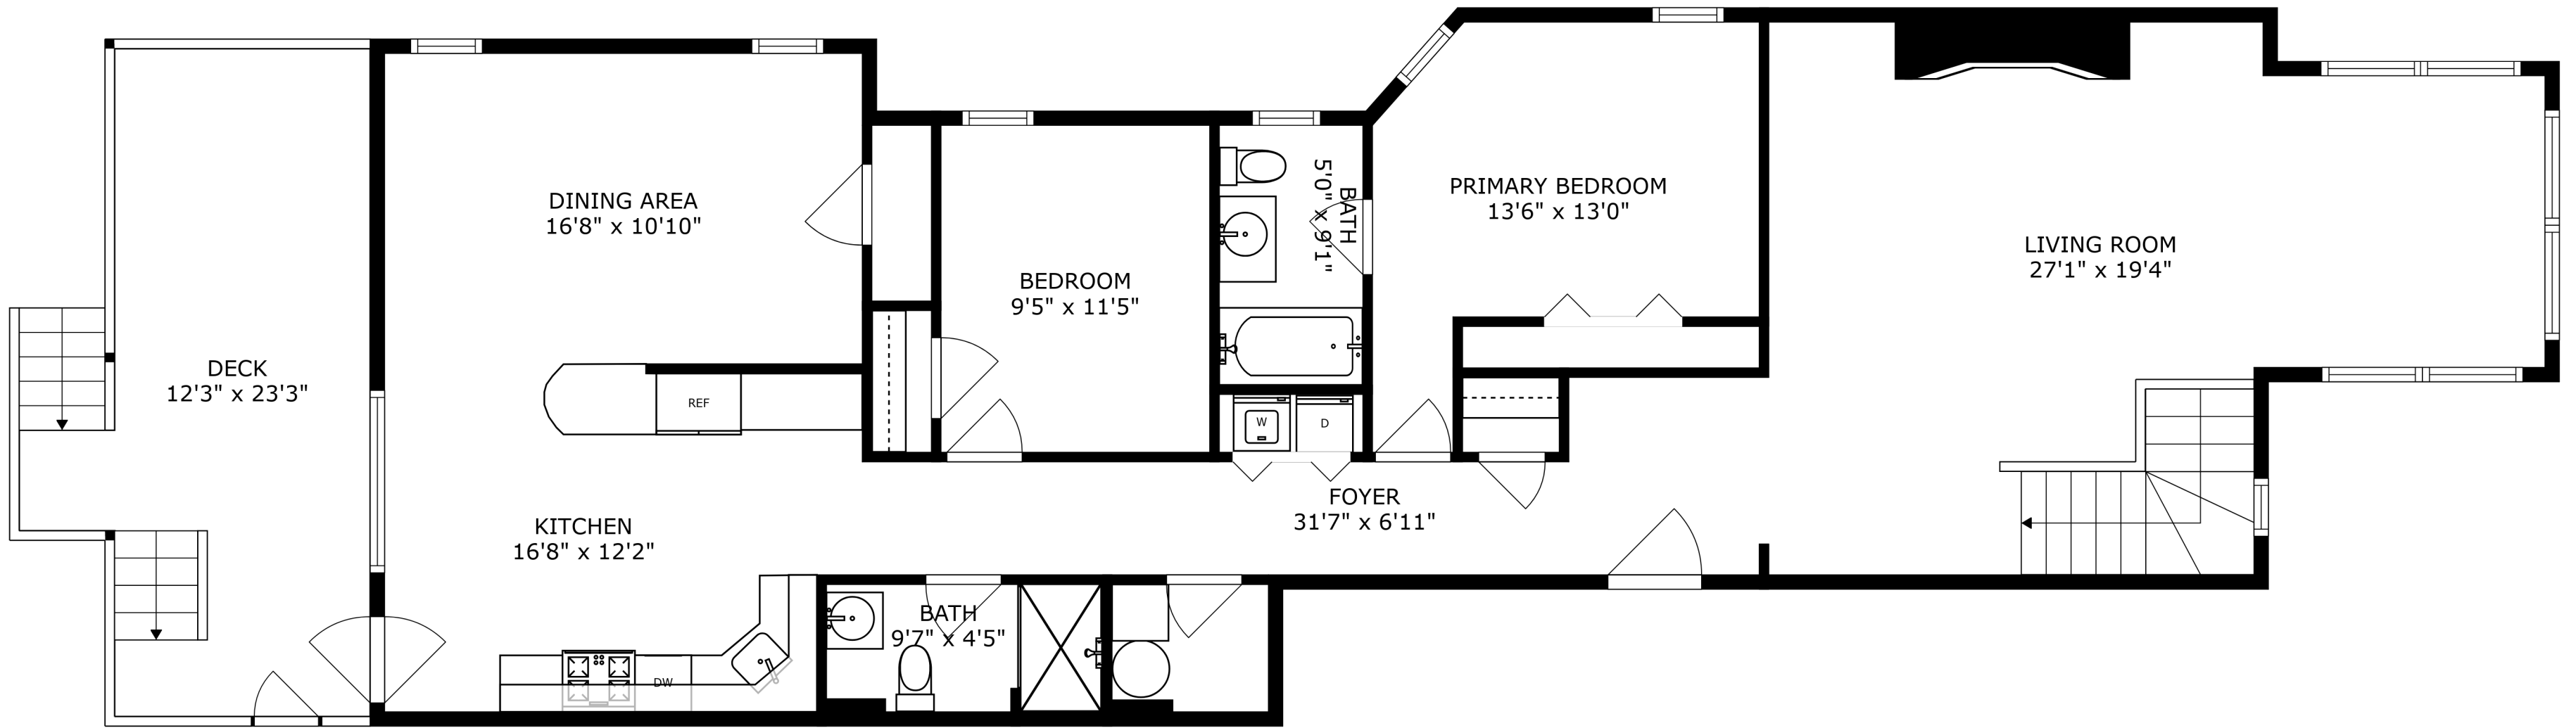 DINING AREA
16'8" x 10'10"
BEDROOM
9'5" x 11'5"
BATH
5'0" x 9'1"
PRIMARY BEDROOM
13'6" x 13'0"
LIVING ROOM
27'1" x 19'4"
DECK
12'3" x 23'3"
REF
W
D
KITCHEN
16'8" x 12'2"
FOYER
31'7" x 6'11"
BATH
9'7" x 4'5"
DW